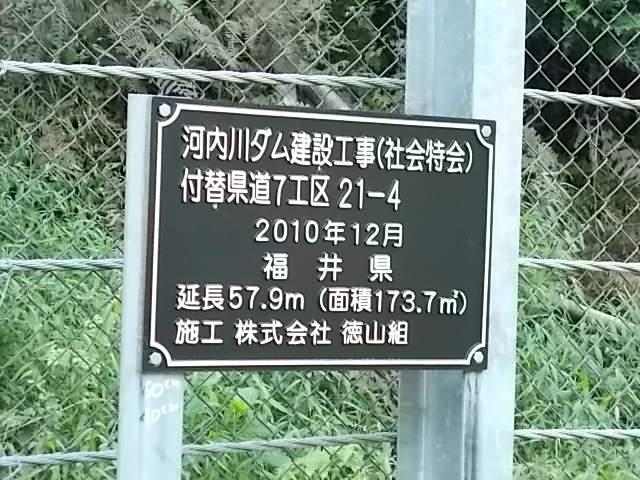 河内川ダム建設工事(社会特会)
付替県道7工区 21-4
2010年12月
福井県
延長57.9m (面積173.7㎡)
施工 株式会社 徳山組
60cm